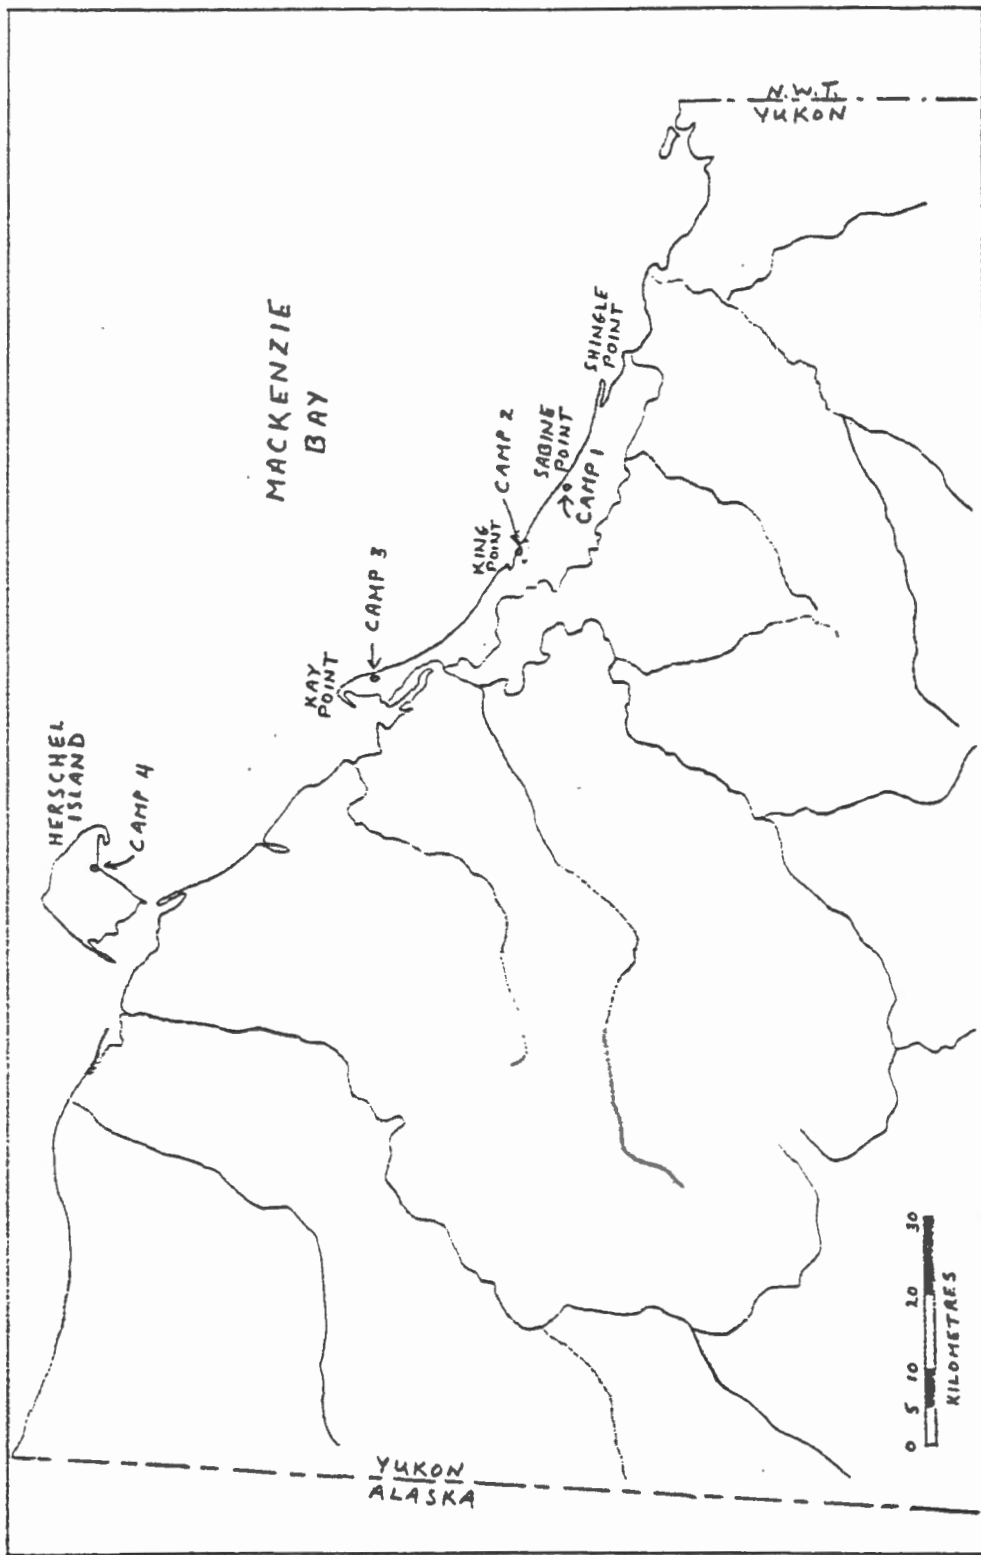 N.W.T.
YUKON
MACKENZIE
BAY
SHINGLE
POINT
SABINE
POINT
CAMP 1
CAMP 2
KING
POINT
CAMP 3
KAY
POINT
HERSCHEL
ISLAND
CAMP 4
0 5 10 20 30
KILOMETRES
YUKON
ALASKA